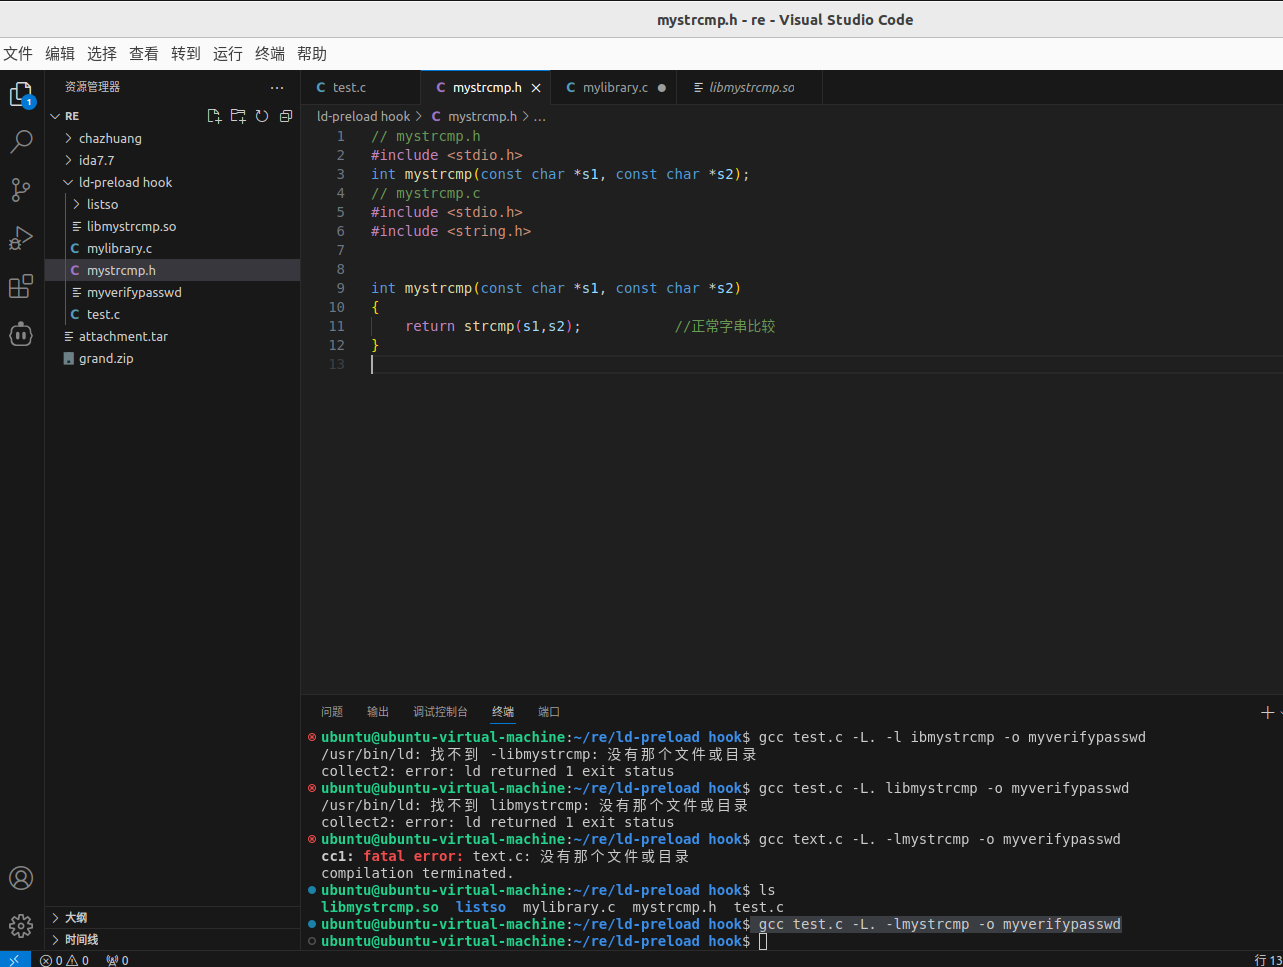 mystrcmp.h - re - Visual Studio Code
文件 编辑 选择 查看 转到 运行 终端 帮助
资源管理器
C test.c C mystrcmp.h C mylibrary.c libmystrcmp.so
1
RE
ld-preload hook > C mystrcmp.h > ...
chazhuang
ida7.7
ld-preload hook
listso
libmystrcmp.so
C mylibrary.c
C mystrcmp.h
myverifypasswd
C test.c
attachment.tar
grand.zip
大纲
时间线
1 // mystrcmp.h
2 #include <stdio.h>
3 int mystrcmp(const char *s1, const char *s2);
4 // mystrcmp.c
5 #include <stdio.h>
6 #include <string.h>
7
8
9 int mystrcmp(const char *s1, const char *s2)
10 {
11 return strcmp(s1,s2); //正常字串比较
12 }
13
问题 输出 调试控制台 终端 端口
ubuntu@ubuntu-virtual-machine:~/re/ld-preload hook$ gcc test.c -L. -l ibmystrcmp -o myverifypasswd
/usr/bin/ld: 找不到 -libmystrcmp: 没有那个文件或目录
collect2: error: ld returned 1 exit status
ubuntu@ubuntu-virtual-machine:~/re/ld-preload hook$ gcc test.c -L. libmystrcmp -o myverifypasswd
/usr/bin/ld: 找不到 libmystrcmp: 没有那个文件或目录
collect2: error: ld returned 1 exit status
ubuntu@ubuntu-virtual-machine:~/re/ld-preload hook$ gcc text.c -L. -lmystrcmp -o myverifypasswd
cc1: fatal error: text.c: 没有那个文件或目录
compilation terminated.
ubuntu@ubuntu-virtual-machine:~/re/ld-preload hook$ ls
libmystrcmp.so listso mylibrary.c mystrcmp.h test.c
ubuntu@ubuntu-virtual-machine:~/re/ld-preload hook$ gcc test.c -L. -lmystrcmp -o myverifypasswd
ubuntu@ubuntu-virtual-machine:~/re/ld-preload hook$
0 0 0
行 13